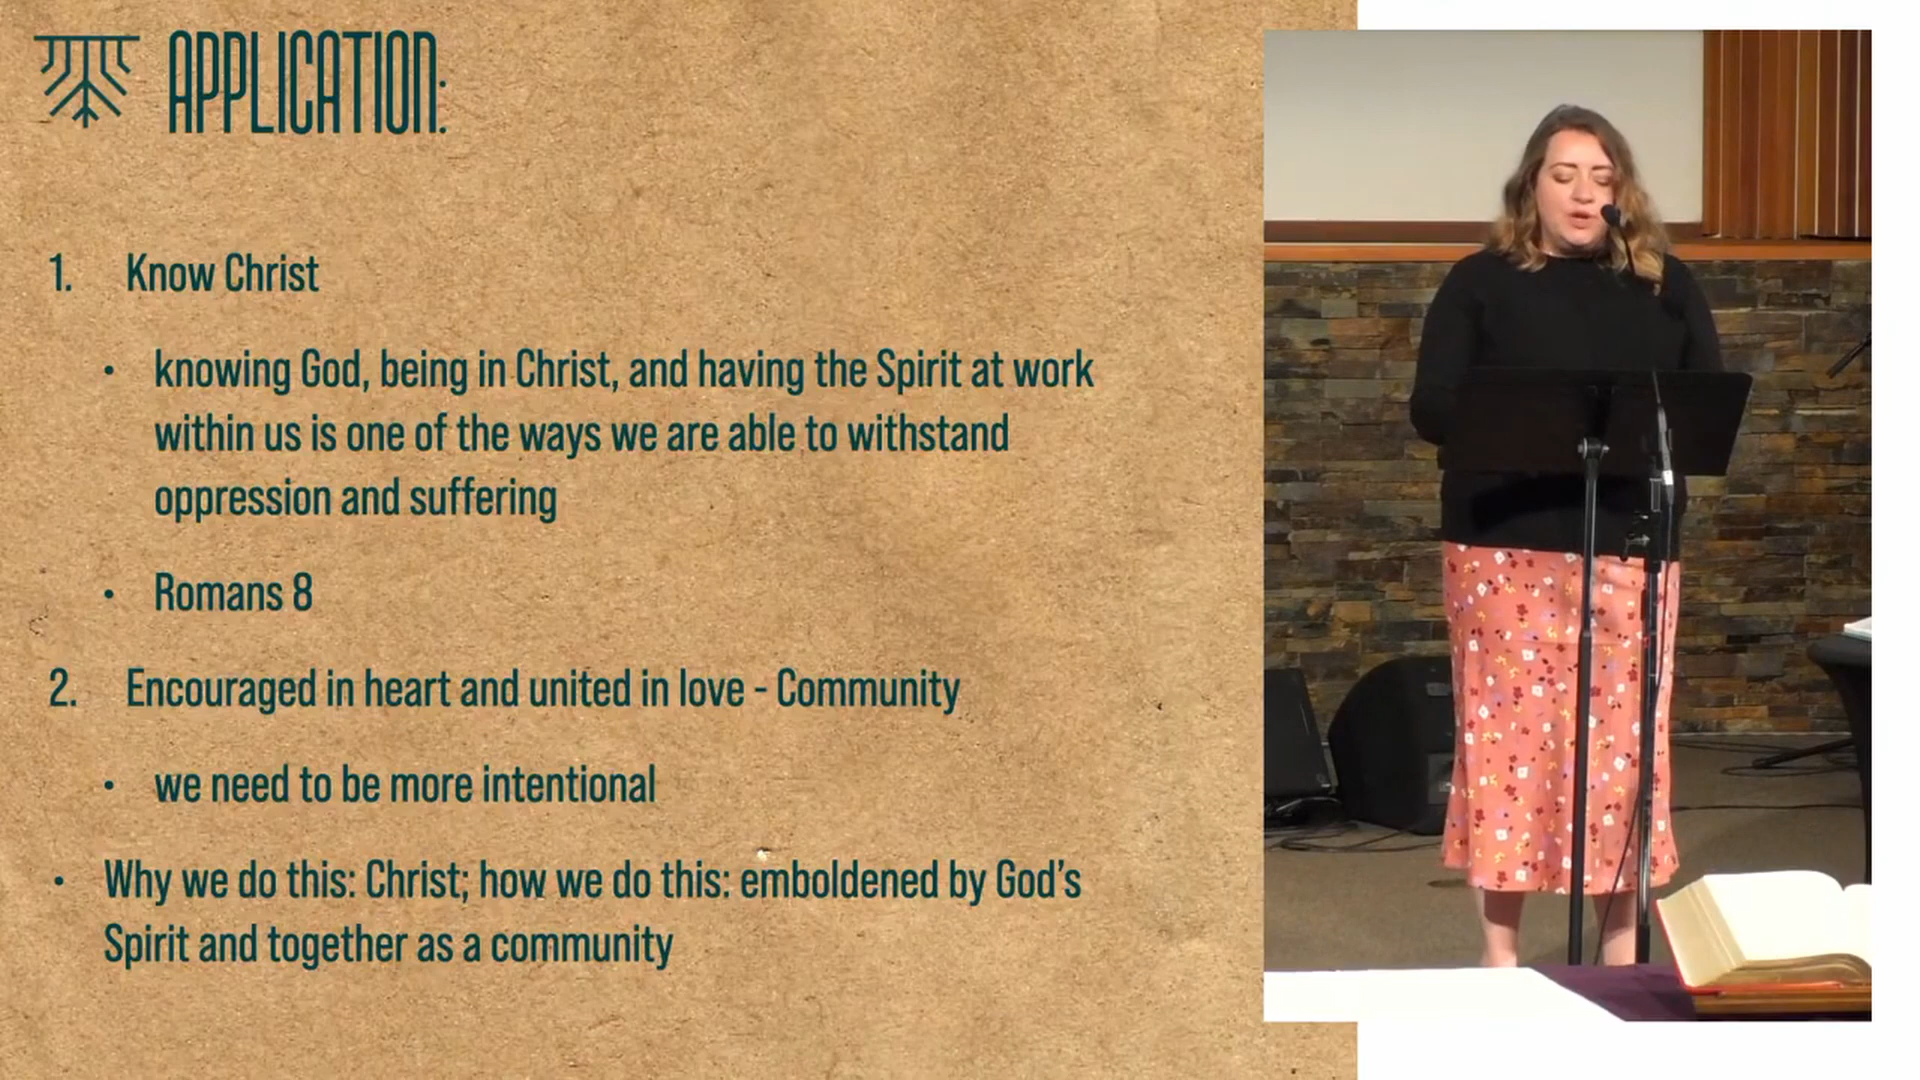 APPLICATION:
1. Know Christ
• knowing God, being in Christ, and having the Spirit at work
within us is one of the ways we are able to withstand
oppression and suffering
• Romans 8
2. Encouraged in heart and united in love - Community
• we need to be more intentional
• Why we do this: Christ; how we do this: emboldened by God's
Spirit and together as a community